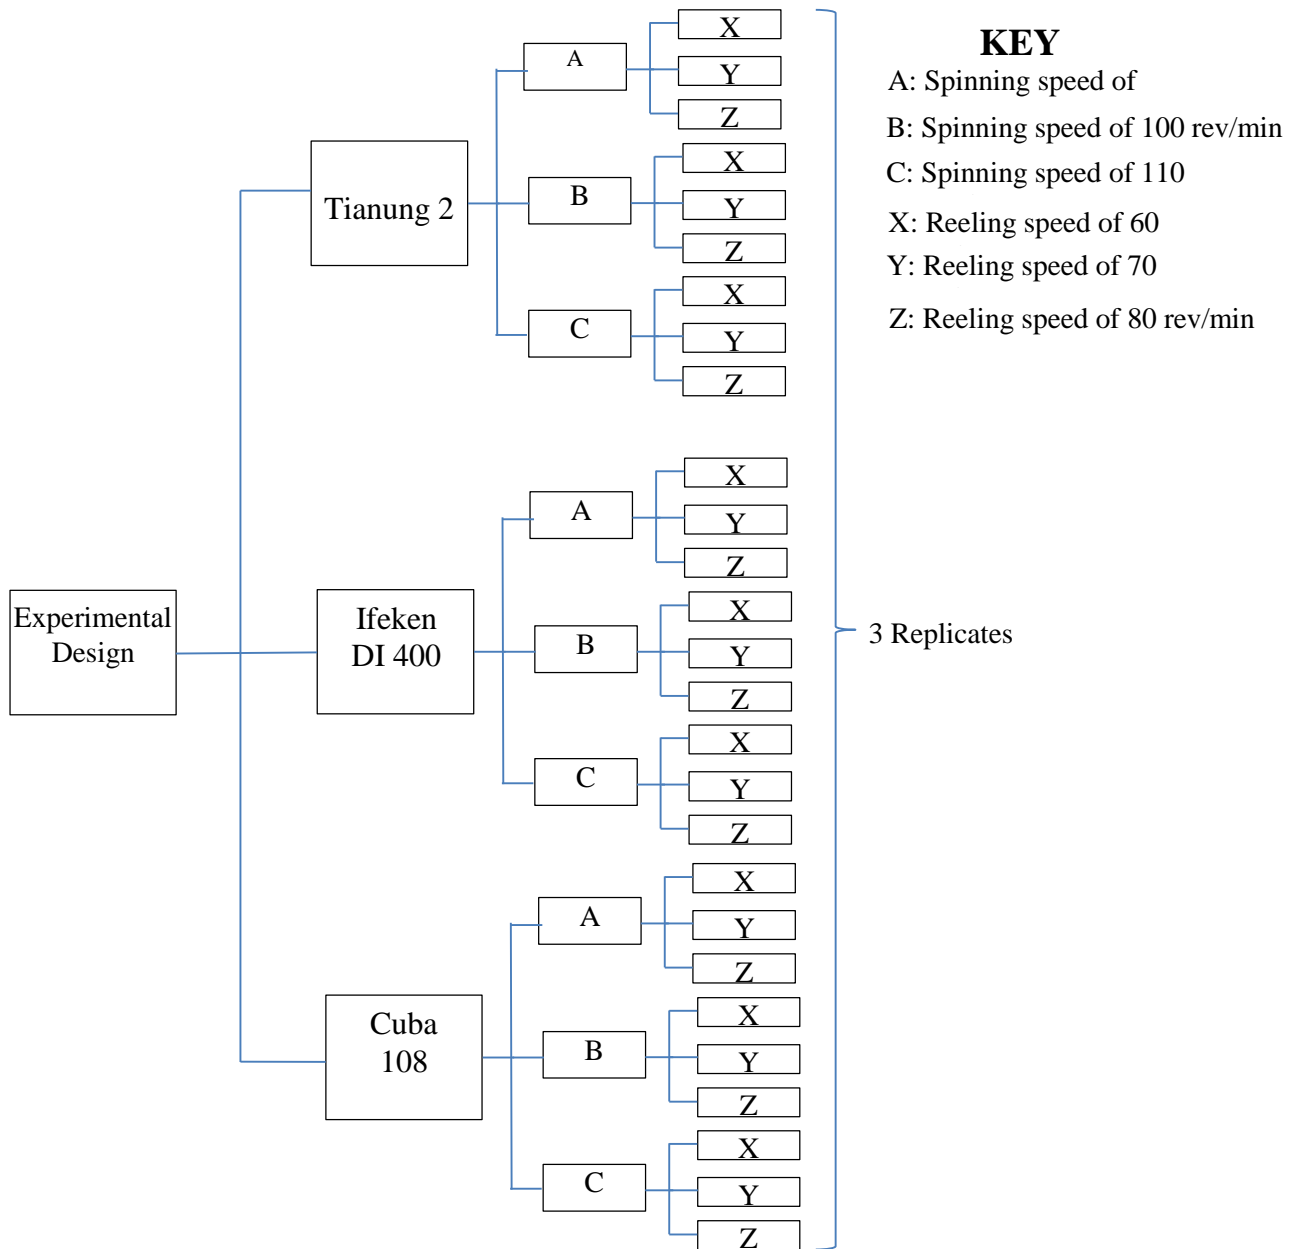 KEY
A: Spinning speed of
B: Spinning speed of 100 rev/min
C: Spinning speed of 110
X: Reeling speed of 60
Y: Reeling speed of 70
Z: Reeling speed of 80 rev/min
Experimental
Design
Tianung 2
A
X
Y
Z
B
X
Y
Z
C
X
Y
Z
Ifeken
DI 400
A
X
Y
Z
B
X
Y
Z
C
X
Y
Z
Cuba
108
A
X
Y
Z
B
X
Y
Z
C
X
Y
Z
3 Replicates